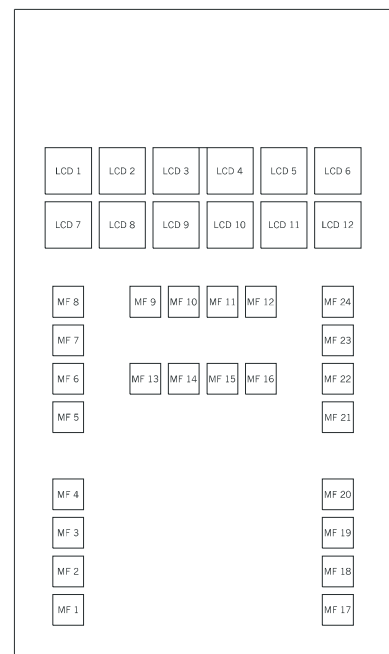 LCD 1 LCD 2 LCD 3 LCD 4 LCD 5 LCD 6
LCD 7 LCD 8 LCD 9 LCD 10 LCD 11 LCD 12
MF 8 MF 9 MF 10 MF 11 MF 12 MF 24
MF 7 MF 23
MF 6 MF 13 MF 14 MF 15 MF 16 MF 22
MF 5 MF 21
MF 4 MF 20
MF 3 MF 19
MF 2 MF 18
MF 1 MF 17